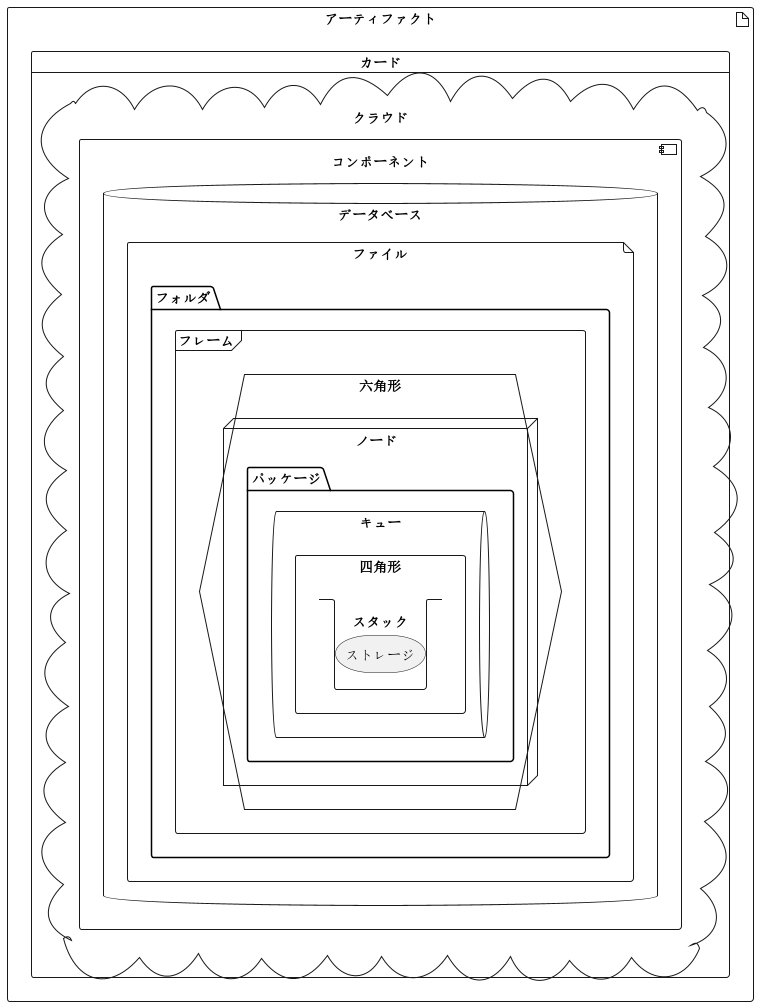 アーティファクト
カード
クラウド
コンポーネント
データベース
ファイル
フォルダ
フレーム
六角形
ノード
パッケージ
キュー
四角形
スタック
ストレージ